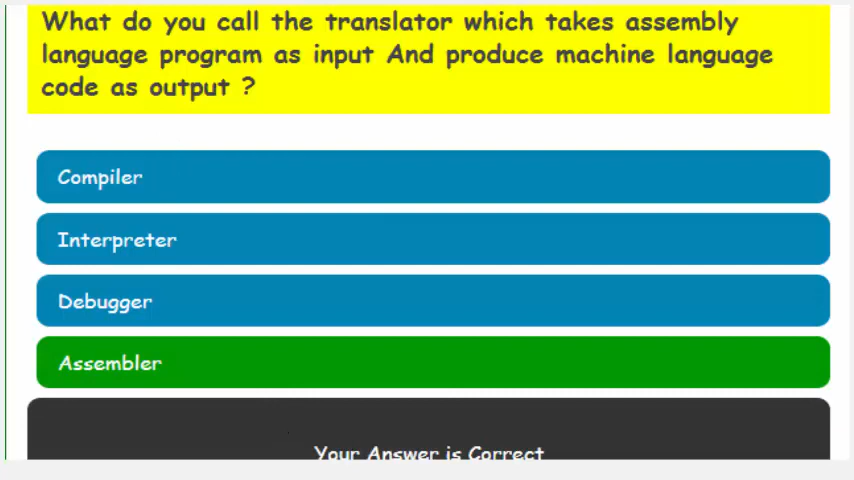 What do you call the translator which takes assembly
language program as input And produce machine language
code as output ?
Compiler
Interpreter
Debugger
Assembler
Your Answer is Correct